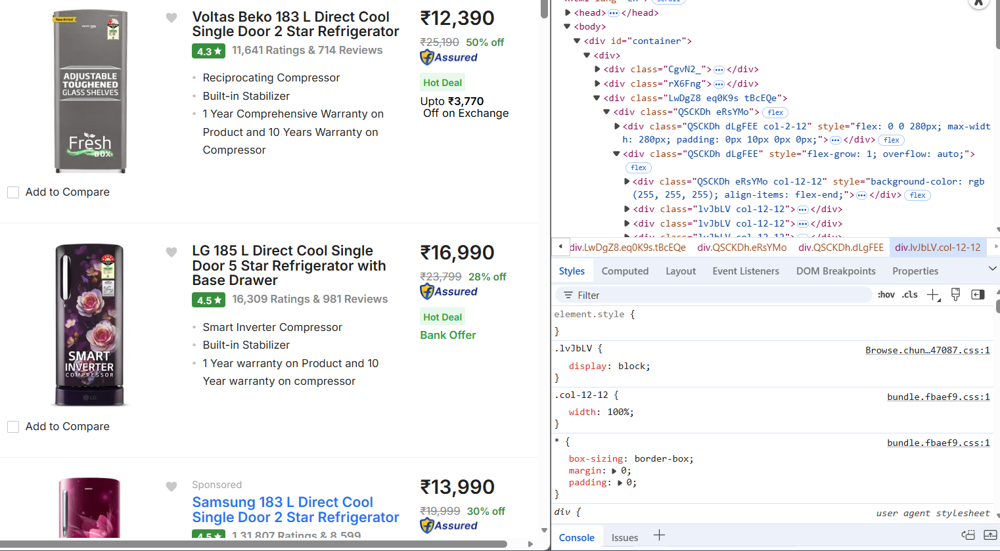 New Arrival
ADJUSTABLE
TOUGHENED
GLASS SHELVES
Fresh
BOX
Voltas Beko 183 L Direct Cool
Single Door 2 Star Refrigerator
4.3★ 11,641 Ratings & 714 Reviews
Reciprocating Compressor
Built-in Stabilizer
1 Year Comprehensive Warranty on
Product and 10 Years Warranty on
Compressor
₹12,390
₹25,190 50% off
Assured
Hot Deal
Upto ₹3,770
Off on Exchange
Add to Compare
SMART
INVERTER
COMPRESSOR
LG
LG 185 L Direct Cool Single
Door 5 Star Refrigerator with
Base Drawer
4.5★ 16,309 Ratings & 981 Reviews
Smart Inverter Compressor
Built-in Stabilizer
1 Year warranty on Product and 10
Year warranty on compressor
₹16,990
₹23,799 28% off
Assured
Hot Deal
Bank Offer
Add to Compare
Sponsored
Samsung 183 L Direct Cool
Single Door 2 Star Refrigerator
4.5★ 1,31,807 Ratings & 8,599
₹13,990
₹19,999 30% off
Assured
<head>…</head>
<body>
<div id="container">
<div>
<div class="CgvN2_">…</div>
<div class="rX6Fng">…</div>
<div class="LwDgZ8 eq0K9s tBcEQe">
<div class="QSCKDh eRsYMo"> flex
<div class="QSCKDh dLgFEE col-2-12" style="flex: 0 0 280px; max-widt
h: 280px; padding: 0px 10px 0px 0px;">…</div> flex
<div class="QSCKDh dLgFEE" style="flex-grow: 1; overflow: auto;">
flex
<div class="QSCKDh eRsYMo col-12-12" style="background-color: rgb
(255, 255, 255); align-items: flex-end;">…</div> flex
<div class="lvJbLV col-12-12">…</div>
<div class="lvJbLV col-12-12">…</div>
<div class="lvJbLV col-12-12">…</div>
div.LwDgZ8.eq0K9s.tBcEQe div.QSCKDh.eRsYMo div.QSCKDh.dLgFEE div.lvJbLV.col-12-12
Styles Computed Layout Event Listeners DOM Breakpoints Properties
Filter :hov .cls
element.style {
}
.lvJbLV { Browse.chun…47087.css:1
display: block;
}
.col-12-12 { bundle.fbaef9.css:1
width: 100%;
}
* { bundle.fbaef9.css:1
box-sizing: border-box;
margin: 0;
padding: 0;
}
div { user agent stylesheet
Console Issues